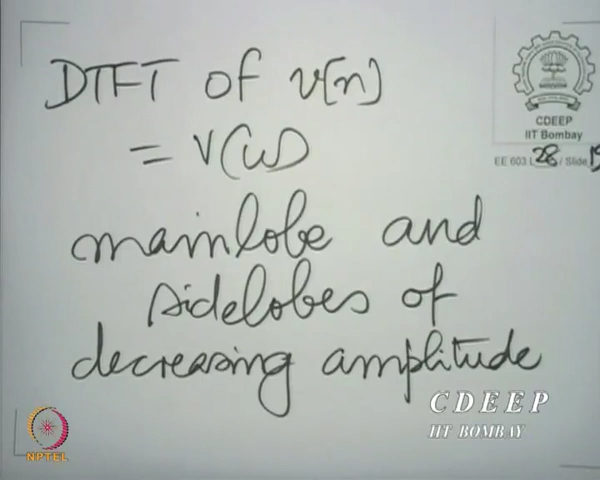 DTFT of v[n]
= V(ω)
mainlobe and
sidelobes of
decreasing amplitude
CDEEP
IIT Bombay
EE 603 L 28 / Slide 19
CDEEP
IIT BOMBAY
NPTEL